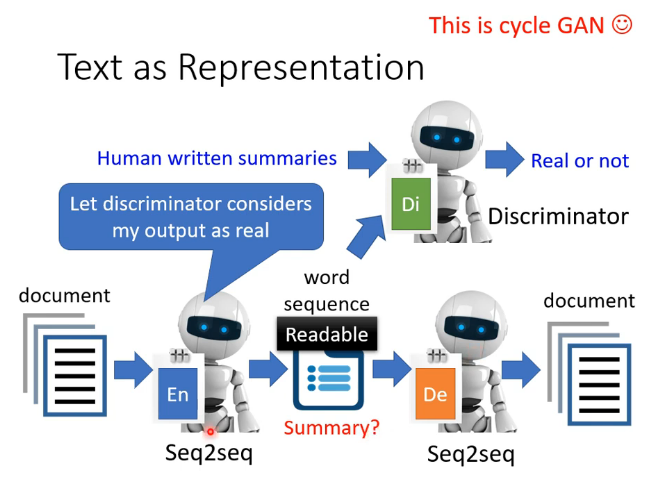 This is cycle GAN ☺
Text as Representation
Human written summaries
Real or not
Di
Discriminator
Let discriminator considers
my output as real
word
sequence
document
document
Readable
En
De
Summary?
Seq2seq
Seq2seq